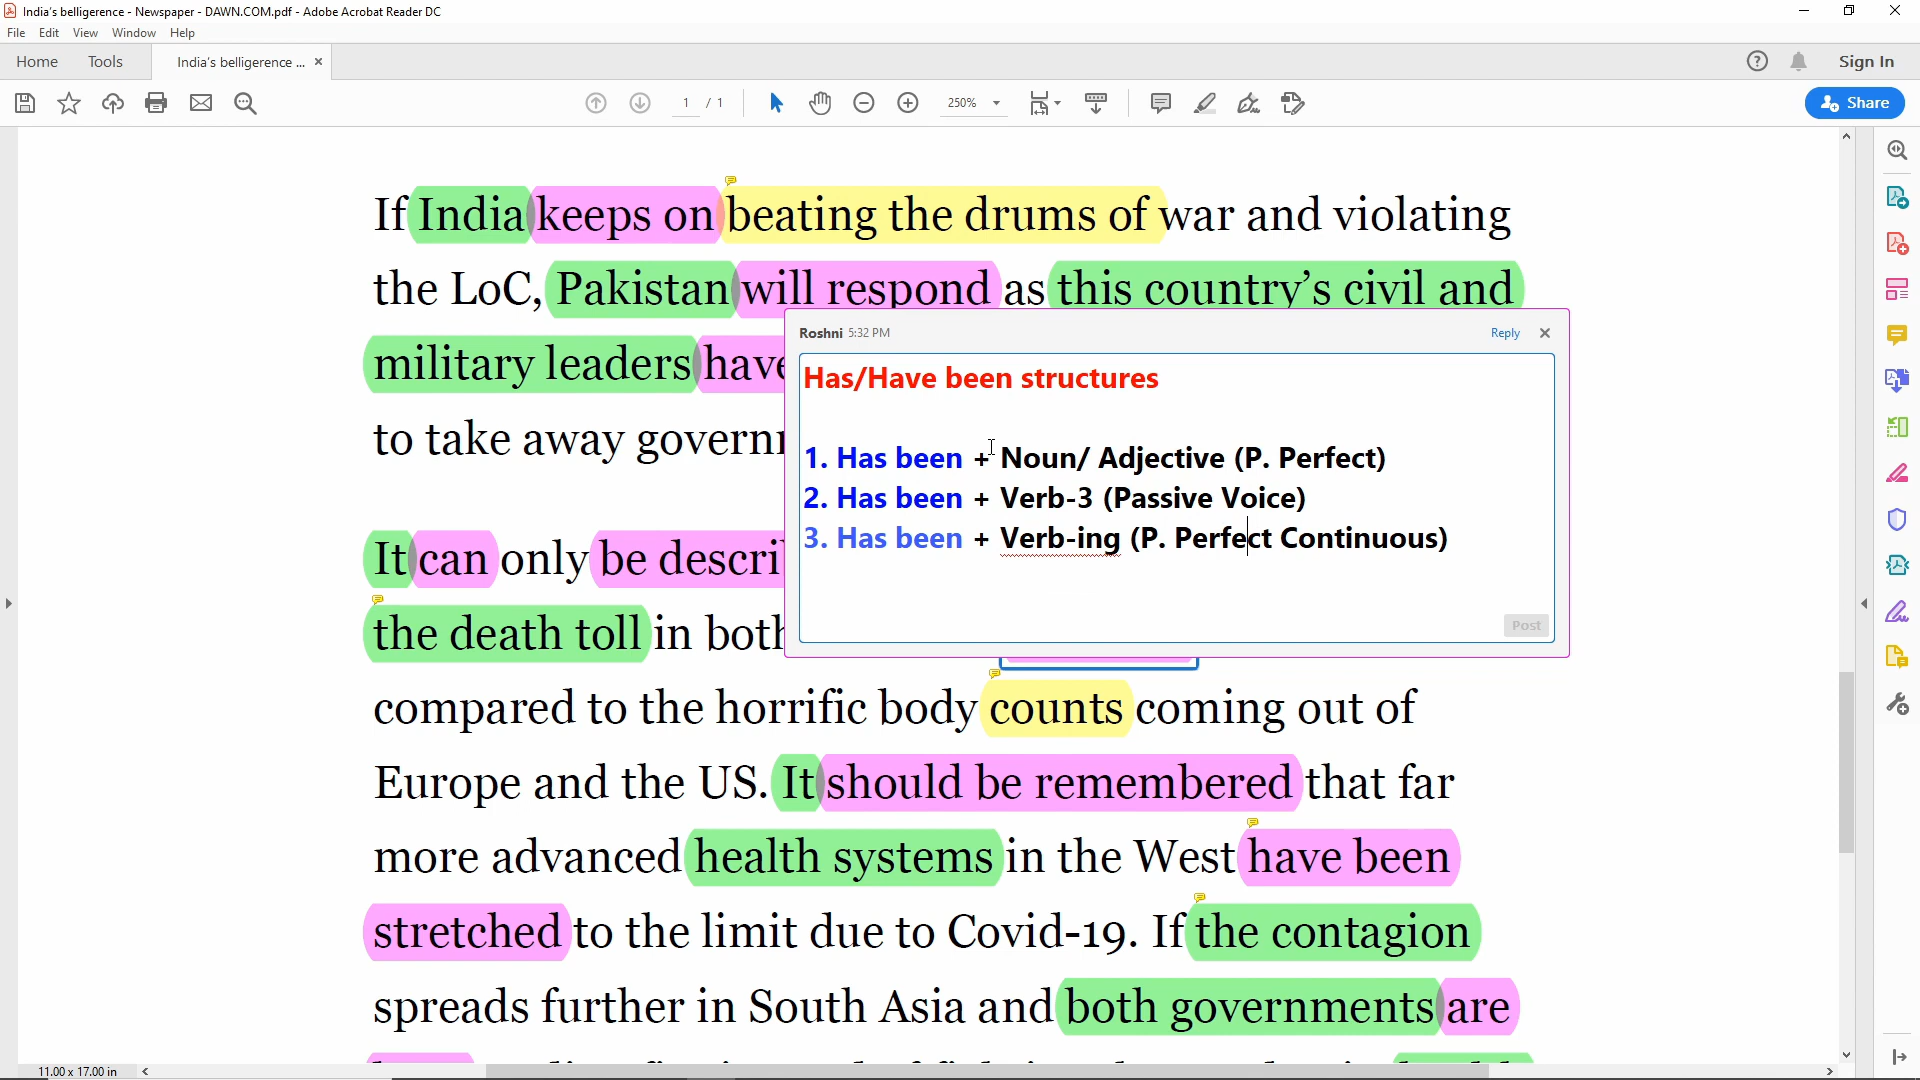 India's belligerence - Newspaper - DAWN.COM.pdf - Adobe Acrobat Reader DC
File Edit View Window Help
Home Tools India's belligerence ... × Sign In
1 / 1 250% Share
If India keeps on beating the drums of war and violating
the LoC, Pakistan will respond as this country's civil and
military leaders have
to take away govern
Roshni 5:32 PM Reply
Has/Have been structures
1. Has been + Noun/ Adjective (P. Perfect)
2. Has been + Verb-3 (Passive Voice)
3. Has been + Verb-ing (P. Perfect Continuous)
Post
It can only be descri
the death toll in both
compared to the horrific body counts coming out of
Europe and the US. It should be remembered that far
more advanced health systems in the West have been
stretched to the limit due to Covid-19. If the contagion
spreads further in South Asia and both governments are
11.00 x 17.00 in